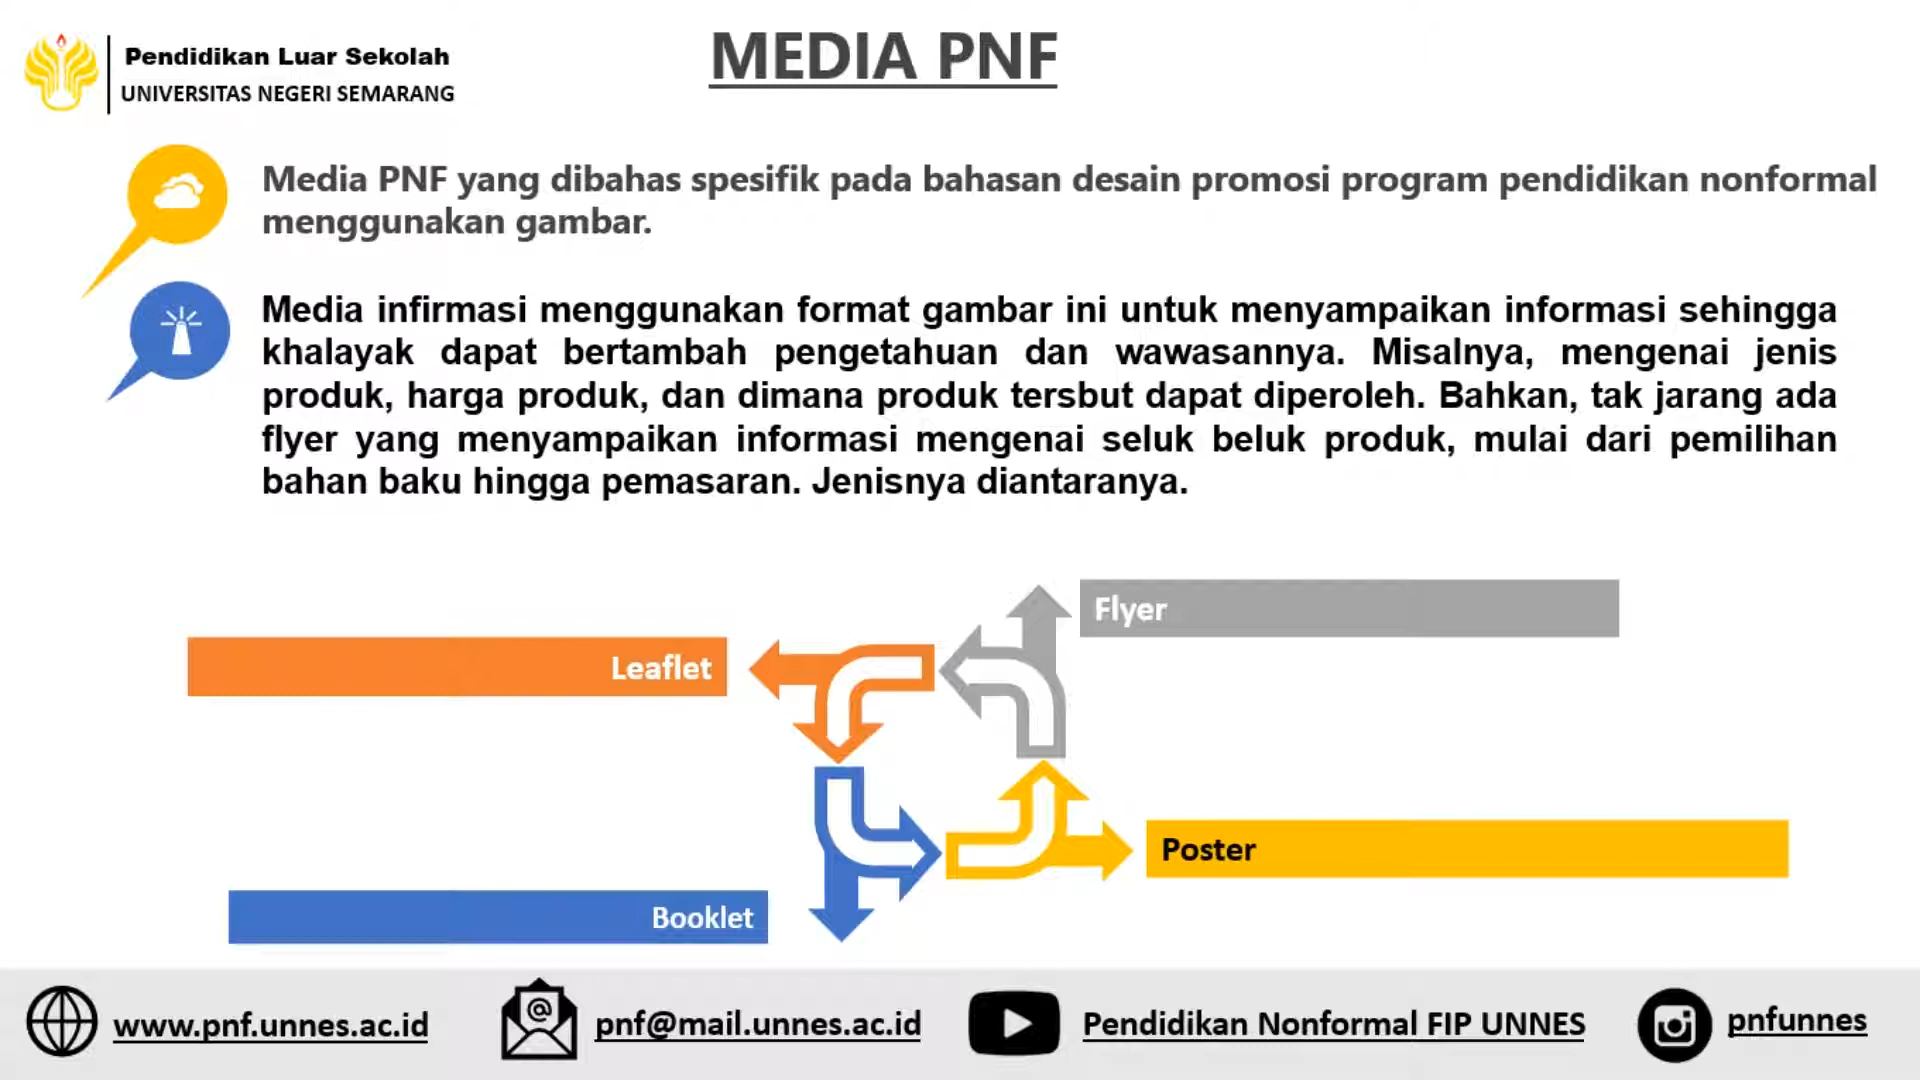 Pendidikan Luar Sekolah
UNIVERSITAS NEGERI SEMARANG
MEDIA PNF
Media PNF yang dibahas spesifik pada bahasan desain promosi program pendidikan nonformal
menggunakan gambar.
Media infirmasi menggunakan format gambar ini untuk menyampaikan informasi sehingga
khalayak dapat bertambah pengetahuan dan wawasannya. Misalnya, mengenai jenis
produk, harga produk, dan dimana produk tersbut dapat diperoleh. Bahkan, tak jarang ada
flyer yang menyampaikan informasi mengenai seluk beluk produk, mulai dari pemilihan
bahan baku hingga pemasaran. Jenisnya diantaranya.
Flyer
Leaflet
Poster
Booklet
www.pnf.unnes.ac.id
@
pnf@mail.unnes.ac.id
Pendidikan Nonformal FIP UNNES
pnfunnes